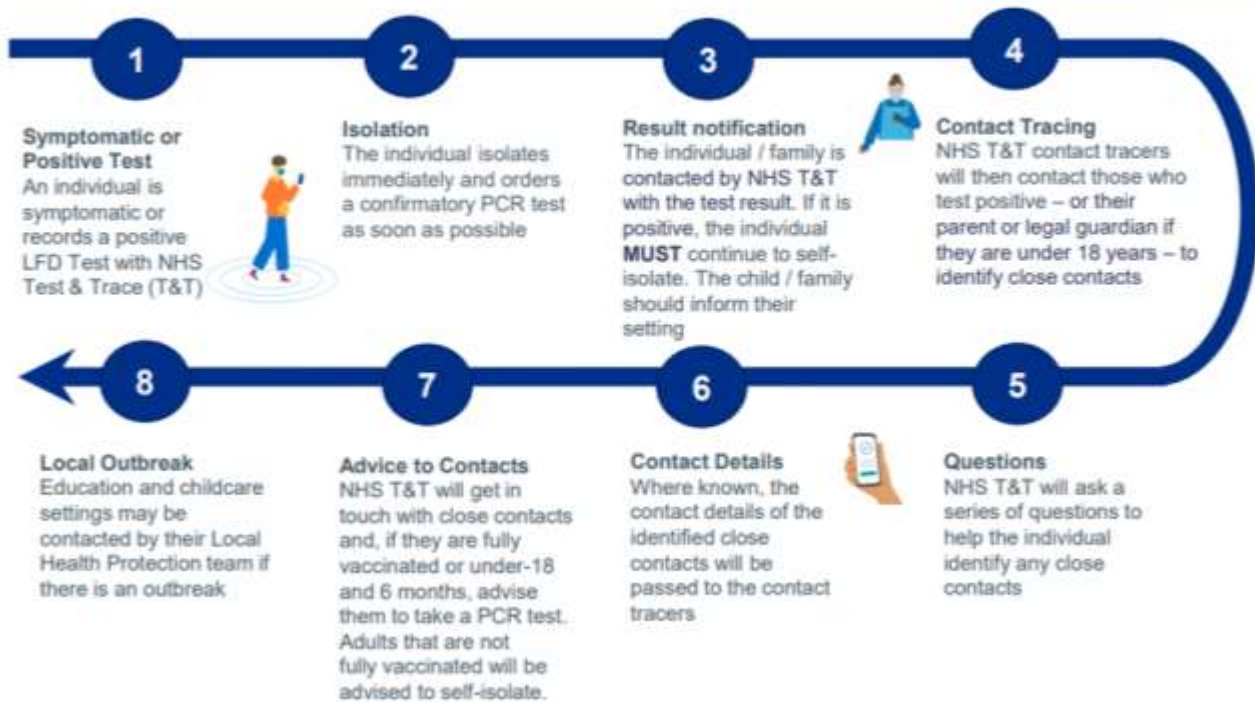 1
Symptomatic or
Positive Test
An individual is
symptomatic or
records a positive
LFD Test with NHS
Test & Trace (T&T)
2
Isolation
The individual isolates
immediately and orders
a confirmatory PCR test
as soon as possible
3
Result notification
The individual / family is
contacted by NHS T&T
with the test result. If it is
positive, the individual
MUST continue to self-
isolate. The child / family
should inform their
setting
4
Contact Tracing
NHS T&T contact tracers
will then contact those who
test positive – or their
parent or legal guardian if
they are under 18 years – to
identify close contacts
5
Questions
NHS T&T will ask a
series of questions to
help the individual
identify any close
contacts
6
Contact Details
Where known, the
contact details of the
identified close
contacts will be
passed to the contact
tracers
7
Advice to Contacts
NHS T&T will get in
touch with close contacts
and, if they are fully
vaccinated or under-18
and 6 months, advise
them to take a PCR test.
Adults that are not
fully vaccinated will be
advised to self-isolate.
8
Local Outbreak
Education and childcare
settings may be
contacted by their Local
Health Protection team if
there is an outbreak